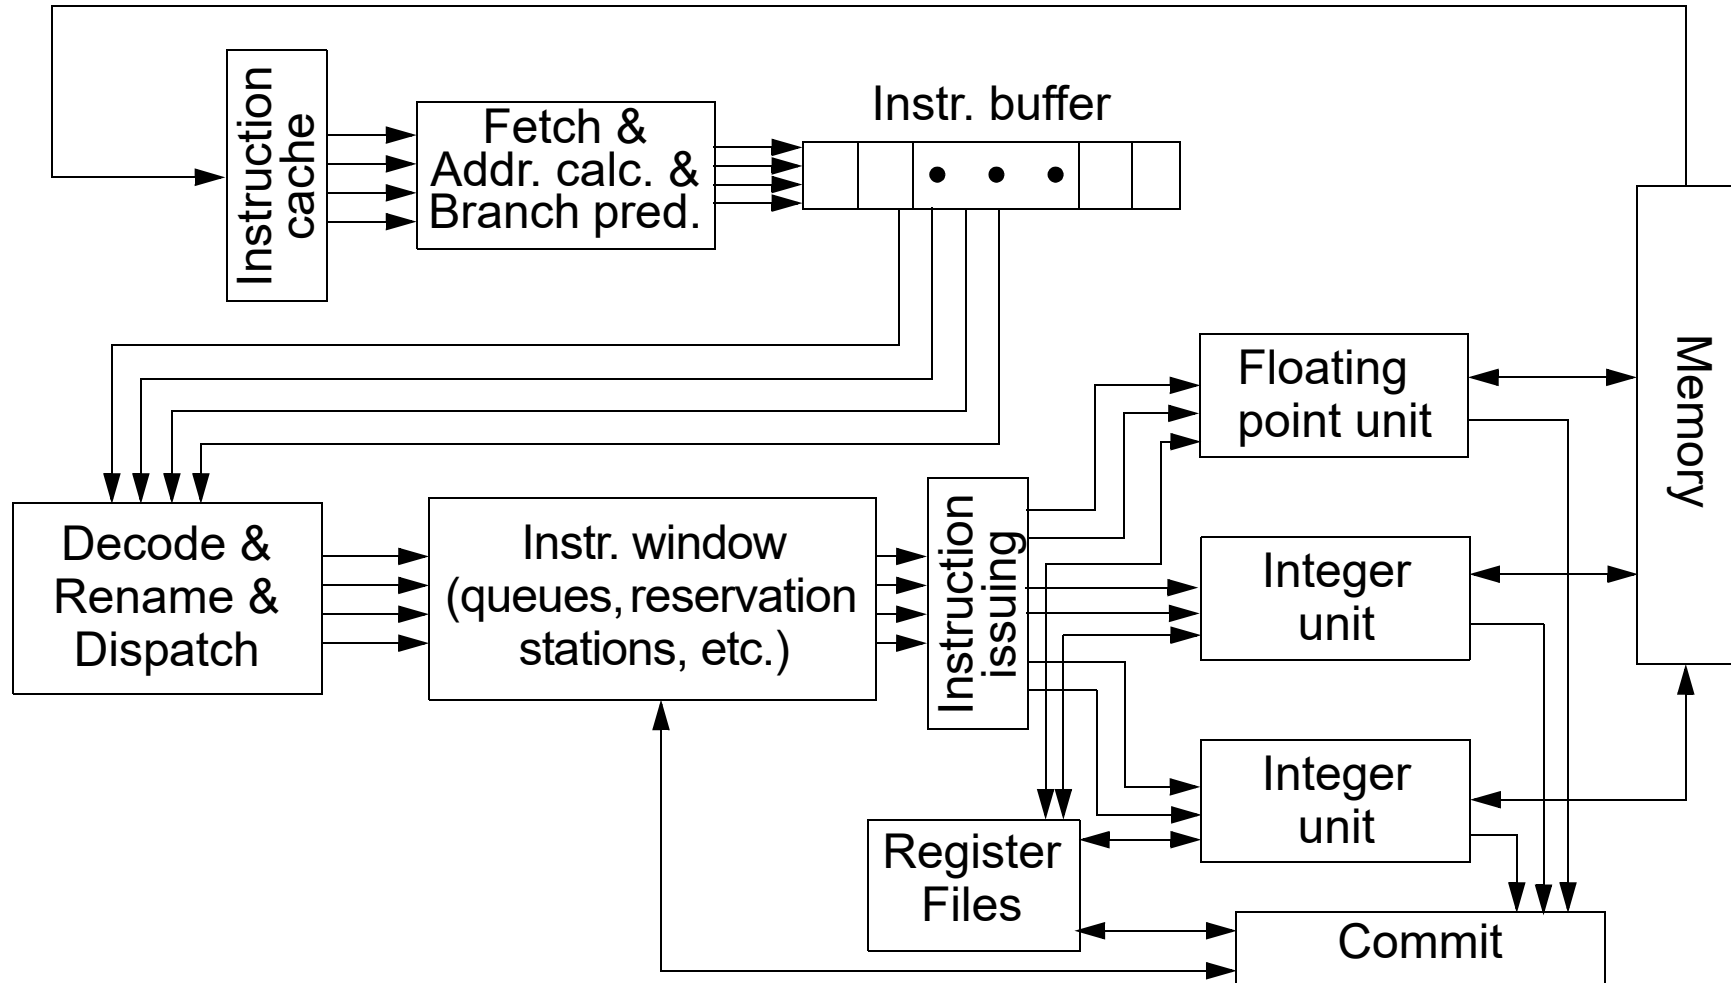 Instruction
cache
Fetch &
Addr. calc. &
Branch pred.
Instr. buffer
Memory
Floating
point unit
Decode &
Rename &
Dispatch
Instr. window
(queues, reservation
stations, etc.)
Instruction
issuing
Integer
unit
Integer
unit
Register
Files
Commit